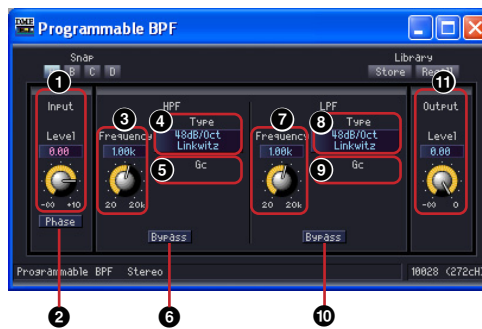 DME Programmable BPF
Snap Library
B C D Store Recall
1 11
Input HPF LPF Output
3 4 Type 7 8 Type
Level Frequency 48dB/Oct Frequency 48dB/Oct Level
0.00 1.00k Linkwitz 1.00k Linkwitz 0.00
5 Gc 9 Gc
-∞ +10 20 20k 20 20k -∞ 0
Phase
Bypass Bypass
Programmable BPF Stereo 10028 (272cH)
2 6 10